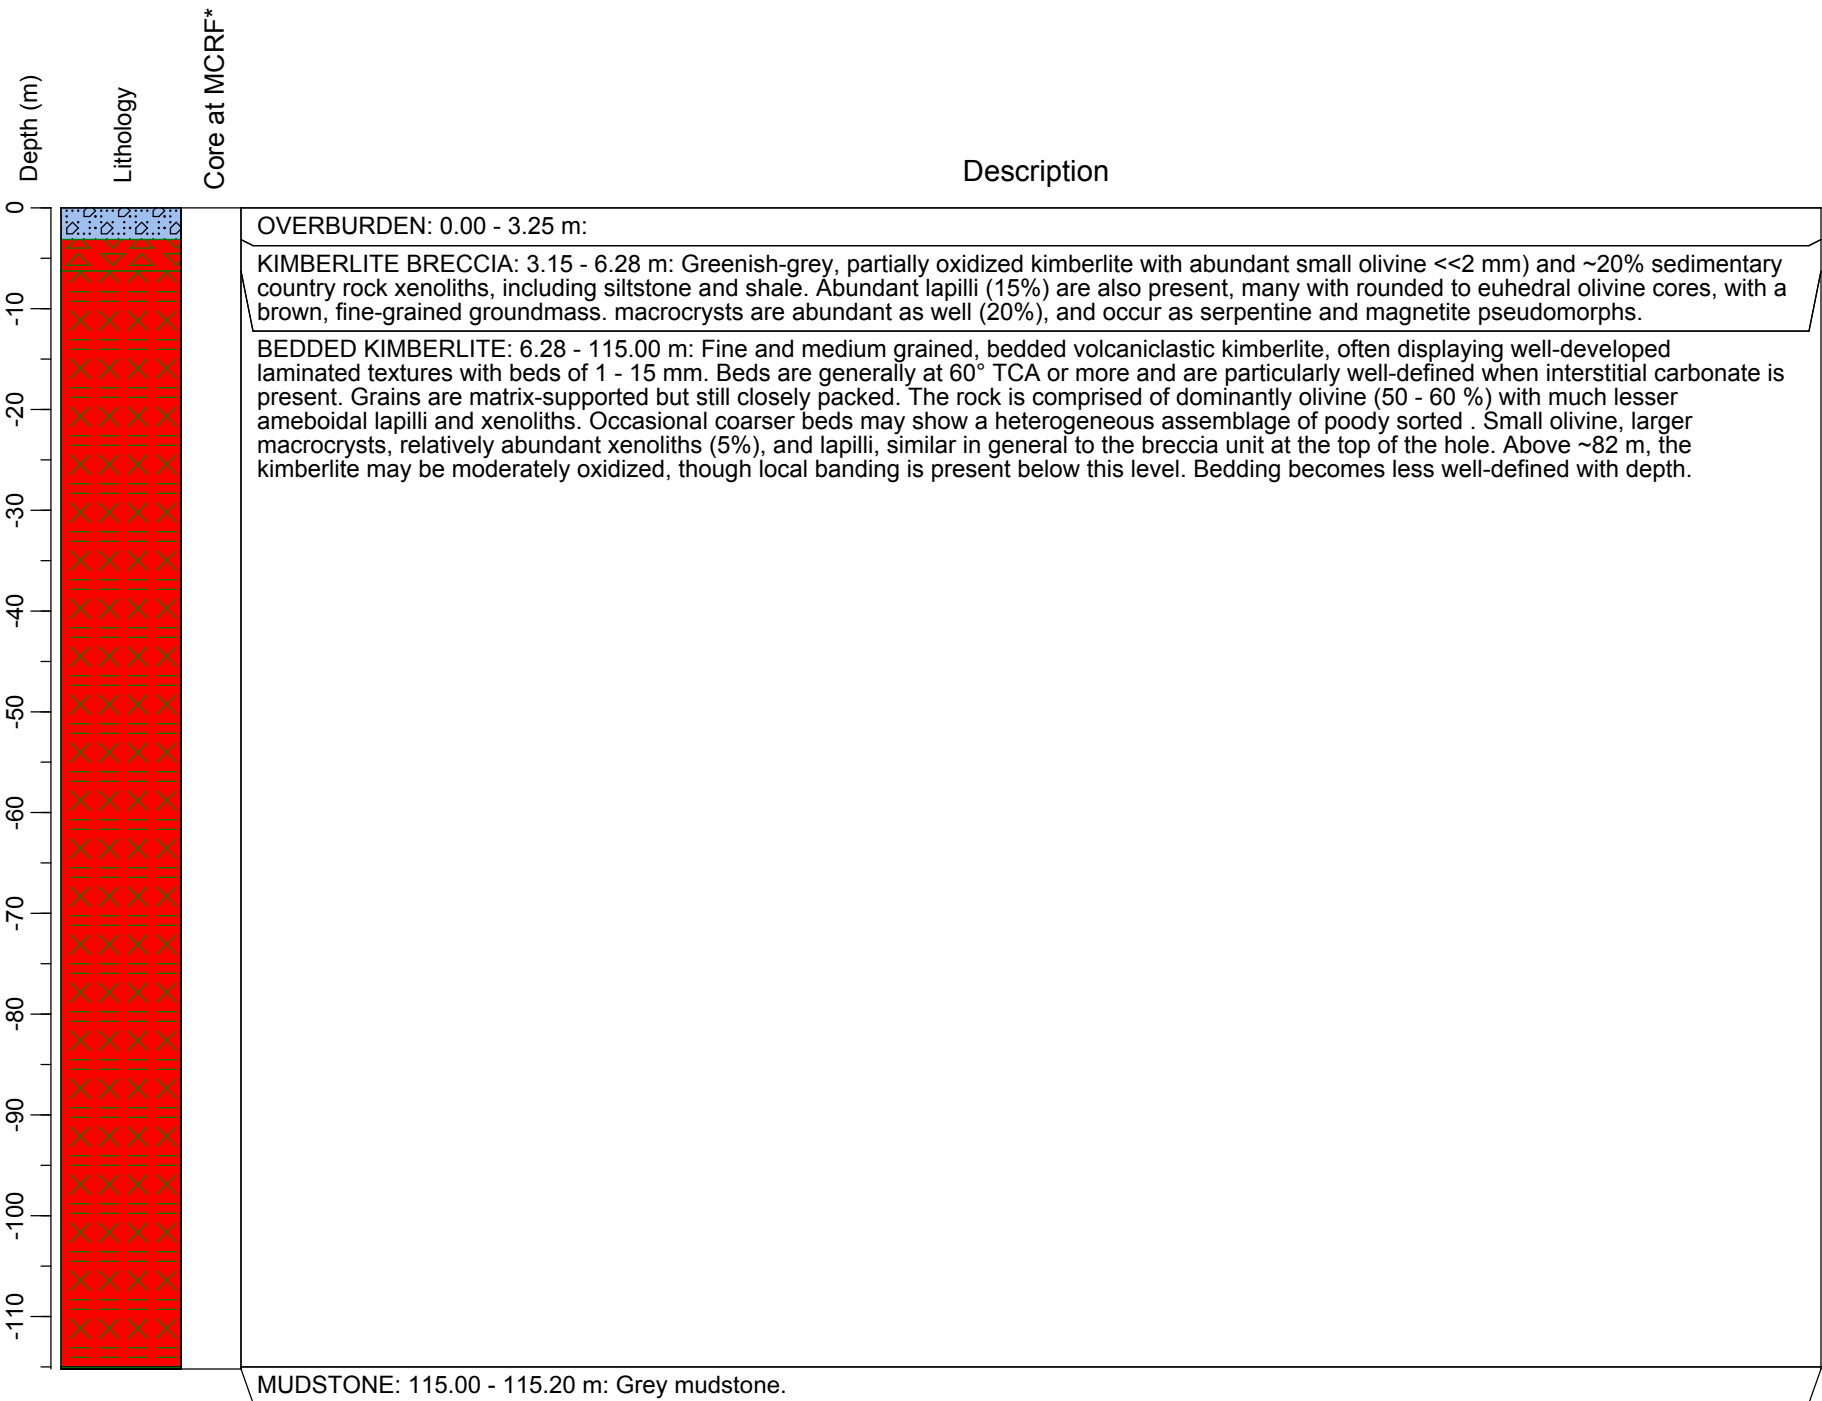 Depth (m)
Lithology
Core at MCRF*
Description
0
OVERBURDEN: 0.00 - 3.25 m:
KIMBERLITE BRECCIA: 3.15 - 6.28 m: Greenish-grey, partially oxidized kimberlite with abundant small olivine <<2 mm) and ~20% sedimentary
country rock xenoliths, including siltstone and shale. Abundant lapilli (15%) are also present, many with rounded to euhedral olivine cores, with a
brown, fine-grained groundmass. macrocrysts are abundant as well (20%), and occur as serpentine and magnetite pseudomorphs.
BEDDED KIMBERLITE: 6.28 - 115.00 m: Fine and medium grained, bedded volcaniclastic kimberlite, often displaying well-developed
laminated textures with beds of 1 - 15 mm. Beds are generally at 60° TCA or more and are particularly well-defined when interstitial carbonate is
present. Grains are matrix-supported but still closely packed. The rock is comprised of dominantly olivine (50 - 60 %) with much lesser
ameboidal lapilli and xenoliths. Occasional coarser beds may show a heterogeneous assemblage of poody sorted . Small olivine, larger
macrocrysts, relatively abundant xenoliths (5%), and lapilli, similar in general to the breccia unit at the top of the hole. Above ~82 m, the
kimberlite may be moderately oxidized, though local banding is present below this level. Bedding becomes less well-defined with depth.
-10
-20
-30
-40
-50
-60
-70
-80
-90
-100
-110
MUDSTONE: 115.00 - 115.20 m: Grey mudstone.